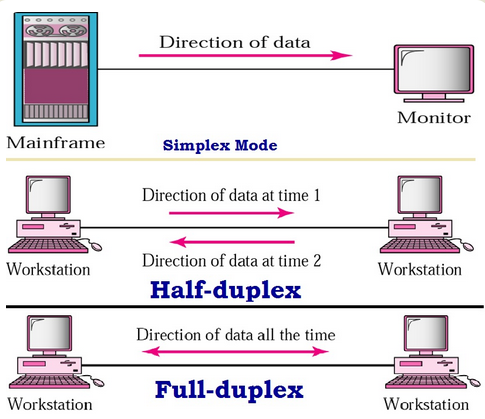 Direction of data
Mainframe
Monitor
Simplex Mode
Direction of data at time 1
Workstation
Workstation
Direction of data at time 2
Half-duplex
Direction of data all the time
Workstation
Workstation
Full-duplex